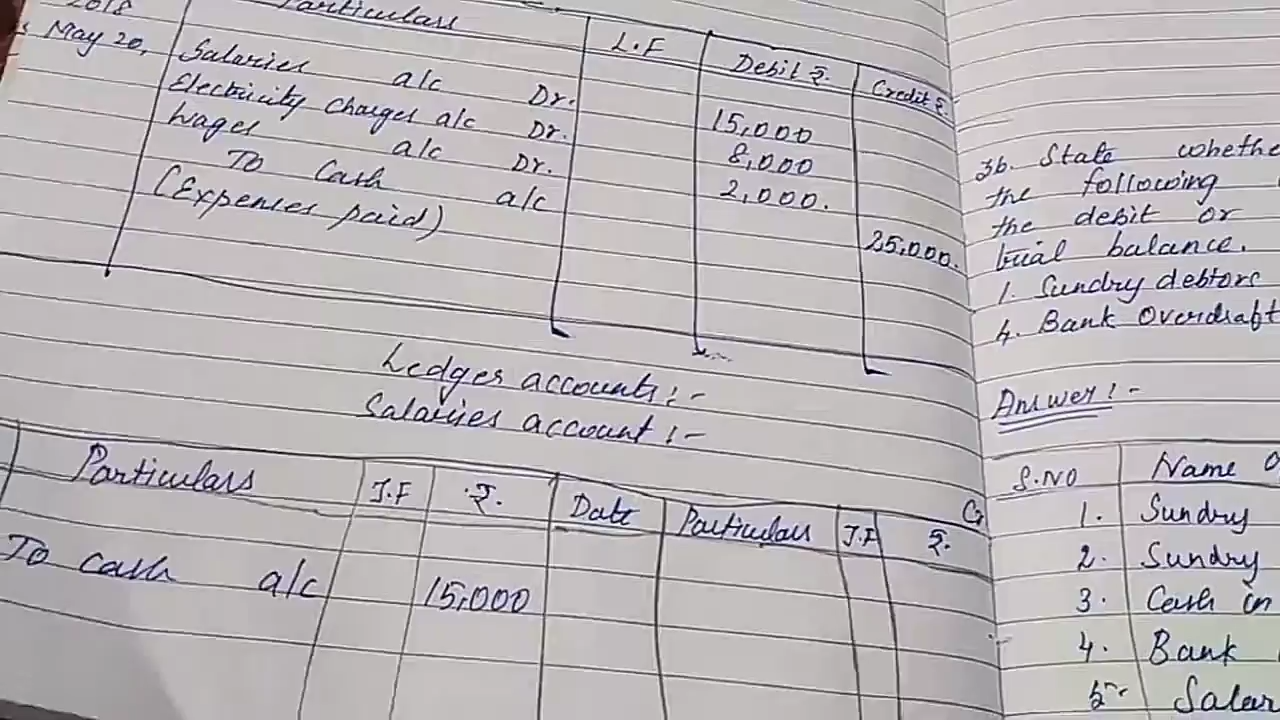 2018 Particulars L.F Debit ₹. Credit ₹.
May 20, Salaries a/c Dr. 15,000
Electricity Charges a/c Dr. 8,000
Wages a/c Dr. 2,000.
To Cash a/c 25,000.
(Expenses paid)
Ledger accounts :-
Salaries account :-
Cr
Particulars J.F ₹. Date Particulars J.F ₹.
To cash a/c 15,000
36. State whethe
the following
the debit or
trial balance.
1. Sundry debtors
4. Bank Overdraft
Answer :-
S.NO Name O
1. Sundry
2. Sundry
3. Cash in
4. Bank
5. Salar